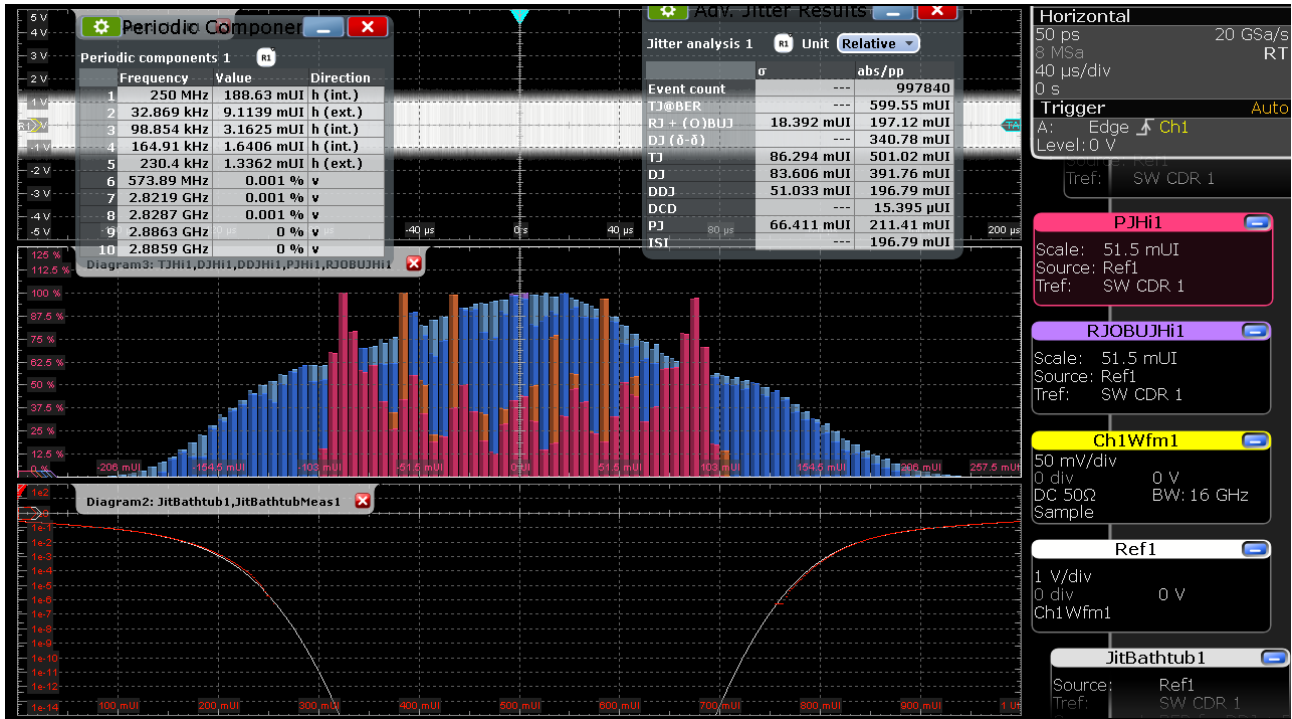 5 V
4 V
3 V
2 V
1 V
-1 V
-2 V
-3 V
-4 V
-5 V
-40 µs
0 s
40 µs
80 µs
200 µs
TA
Periodic Componen
Periodic components 1 R1
Frequency Value Direction
1 250 MHz 188.63 mUI h (int.)
2 32.869 kHz 9.1139 mUI h (ext.)
3 98.854 kHz 3.1625 mUI h (int.)
4 164.91 kHz 1.6406 mUI h (int.)
5 230.4 kHz 1.3362 mUI h (ext.)
6 573.89 MHz 0.001 % v
7 2.8219 GHz 0.001 % v
8 2.8287 GHz 0.001 % v
9 2.8863 GHz 0 % v
10 2.8859 GHz 0 % v
Adv. Jitter Results
Jitter analysis 1 R1 Unit Relative
σ abs/pp
Event count --- 997840
TJ@BER --- 599.55 mUI
RJ + (O)BUJ 18.392 mUI 197.12 mUI
DJ (δ-δ) --- 340.78 mUI
TJ 86.294 mUI 501.02 mUI
DJ 83.606 mUI 391.76 mUI
DDJ 51.033 mUI 196.79 mUI
DCD --- 15.395 µUI
PJ 66.411 mUI 211.41 mUI
ISI --- 196.79 mUI
Diagram3: TJHi1,DJHi1,DDJHi1,PJHi1,RJOBUJHi1
125 %
112.5 %
100 %
87.5 %
75 %
62.5 %
50 %
37.5 %
25 %
12.5 %
0 %
-206 mUI
-154.5 mUI
-103 mUI
-51.5 mUI
0 UI
51.5 mUI
103 mUI
154.5 mUI
206 mUI
257.5 mUI
Diagram2: JitBathtub1,JitBathtubMeas1
1e2
1e-1
1e-2
1e-3
1e-4
1e-5
1e-6
1e-7
1e-8
1e-9
1e-10
1e-11
1e-12
1e-14
100 mUI
200 mUI
300 mUI
400 mUI
500 mUI
600 mUI
700 mUI
800 mUI
900 mUI
1 UI
Horizontal
50 ps 20 GSa/s
8 MSa RT
40 µs/div
0 s
Trigger Auto
A: Edge Ch1
Level: 0 V
Source: Ref1
Tref: SW CDR 1
PJHi1
Scale: 51.5 mUI
Source: Ref1
Tref: SW CDR 1
RJOBUJHi1
Scale: 51.5 mUI
Source: Ref1
Tref: SW CDR 1
Ch1Wfm1
50 mV/div
0 div 0 V
DC 50Ω BW: 16 GHz
Sample
Ref1
1 V/div
0 div 0 V
Ch1Wfm1
JitBathtub1
Source: Ref1
Tref: SW CDR 1